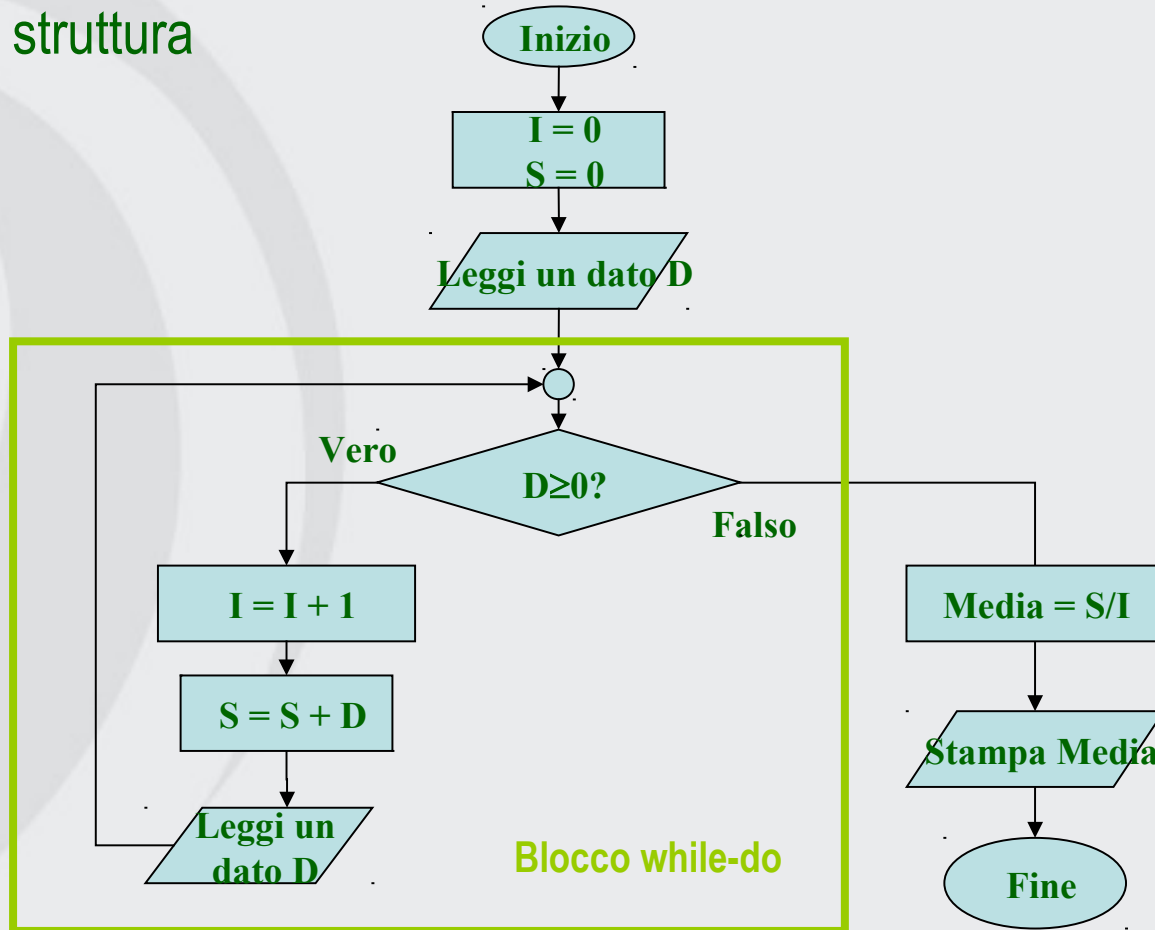 struttura
Inizio
I = 0
S = 0
Leggi un dato D
D≥0?
Vero
Falso
I = I + 1
S = S + D
Leggi un
dato D
Blocco while-do
Media = S/I
Stampa Media
Fine